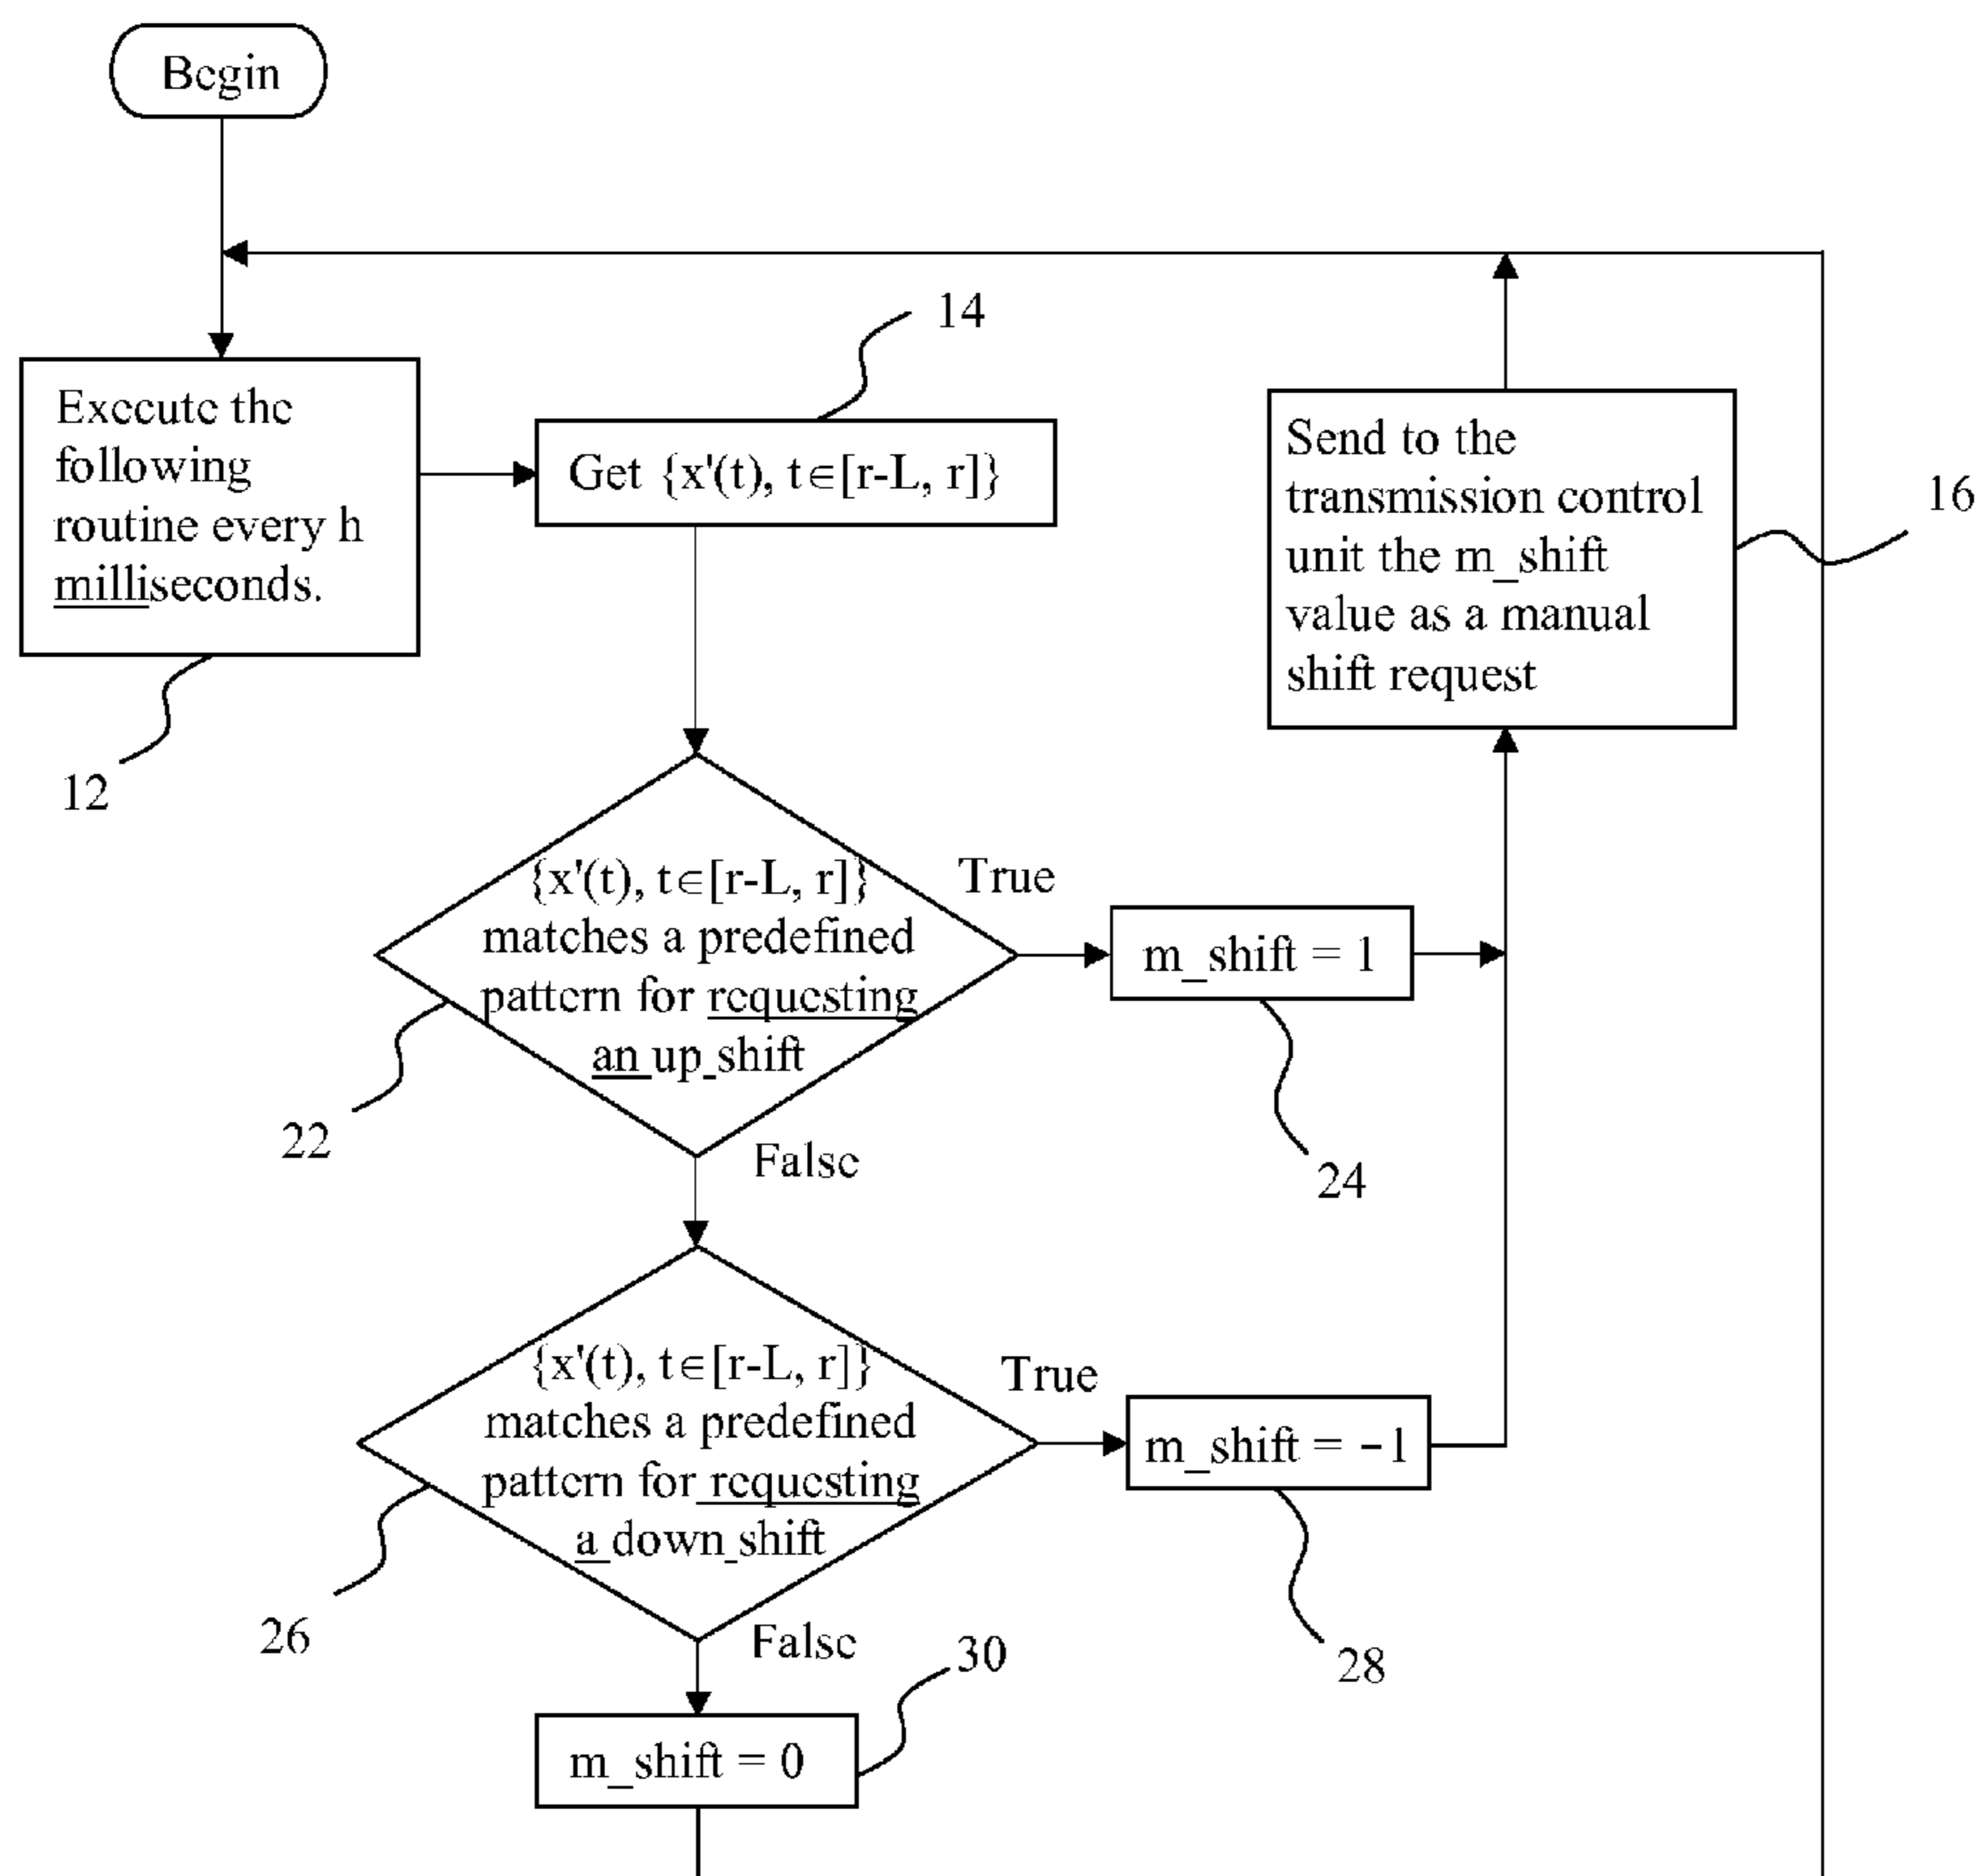 Begin
14
Execute the
following
routine every h
milliseconds.
Get {x'(t), t∈[r-L, r]}
Send to the
transmission control
unit the m_shift
value as a manual
shift request
16
12
{x'(t), t∈[r-L, r]}
matches a predefined
pattern for requesting
an up shift
True
m_shift = 1
22
False
24
{x'(t), t∈[r-L, r]}
matches a predefined
pattern for requesting
a down shift
True
m_shift = -1
26
False
30
28
m_shift = 0